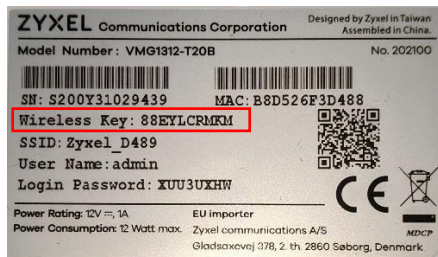 ZYXEL Communications Corporation
Designed by Zyxel in Taiwan
Assembled in China.
Model Number : VMG1312-T20B
No. 202100
SN: S200Y31029439
MAC: B8D526F3D488
Wireless Key: 88EYLCRMKM
SSID: Zyxel_D489
User Name: admin
Login Password: XUU3UXHW
Power Rating: 12V ⎓, 1A
Power Consumption: 12 Watt max.
EU importer
Zyxel communications A/S
Gladsaxevej 378, 2. th. 2860 Søborg, Denmark
CE
MDCP